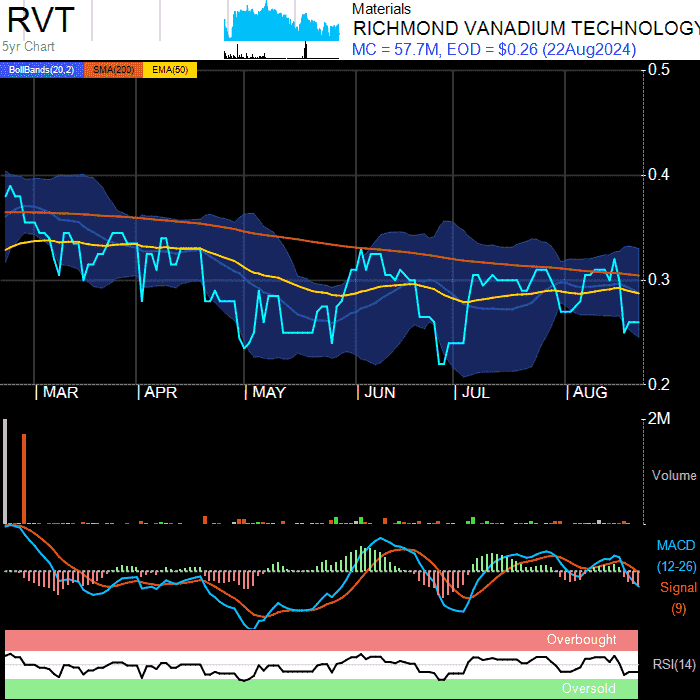 RVT
5yr Chart
Materials
RICHMOND VANADIUM TECHNOLOGY
MC = 57.7M, EOD = $0.26 (22Aug2024)
BollBands(20,2) SMA(200) EMA(50)
0.5
0.4
0.3
0.2
MAR APR MAY JUN JUL AUG
2M
Volume
MACD
(12-26)
Signal
(9)
Overbought
RSI(14)
Oversold